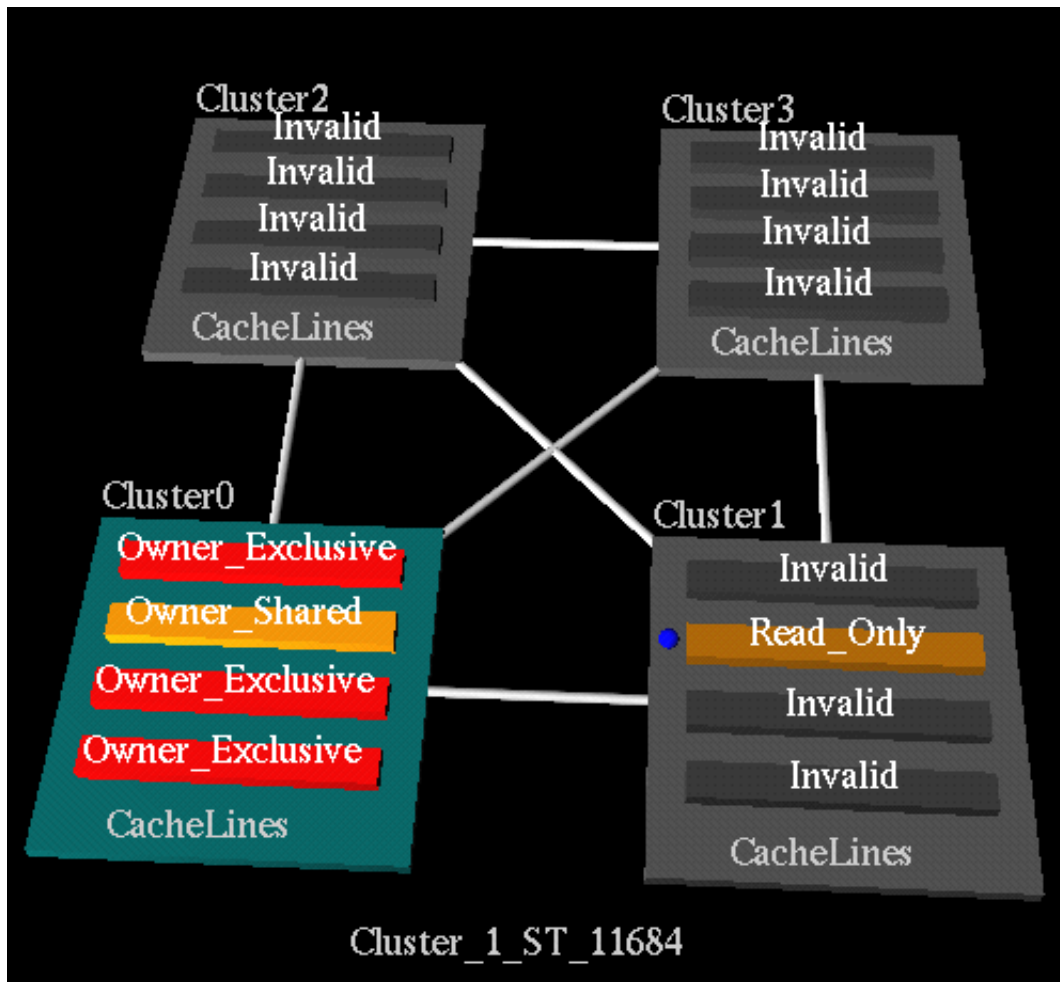 Cluster2
Invalid
Invalid
Invalid
Invalid
CacheLines
Cluster3
Invalid
Invalid
Invalid
Invalid
CacheLines
Cluster0
Owner_Exclusive
Owner_Shared
Owner_Exclusive
Owner_Exclusive
CacheLines
Cluster1
Invalid
Read_Only
Invalid
Invalid
CacheLines
Cluster_1_ST_11684